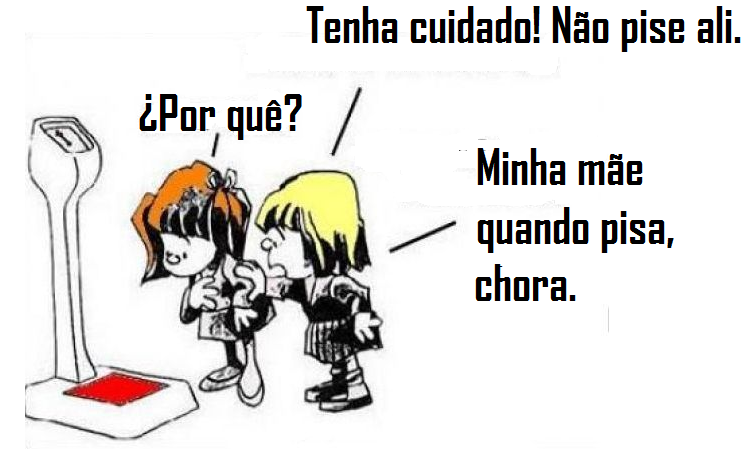 Tenha cuidado! Não pise ali.
¿Por quê?
Minha mãe
quando pisa,
chora.